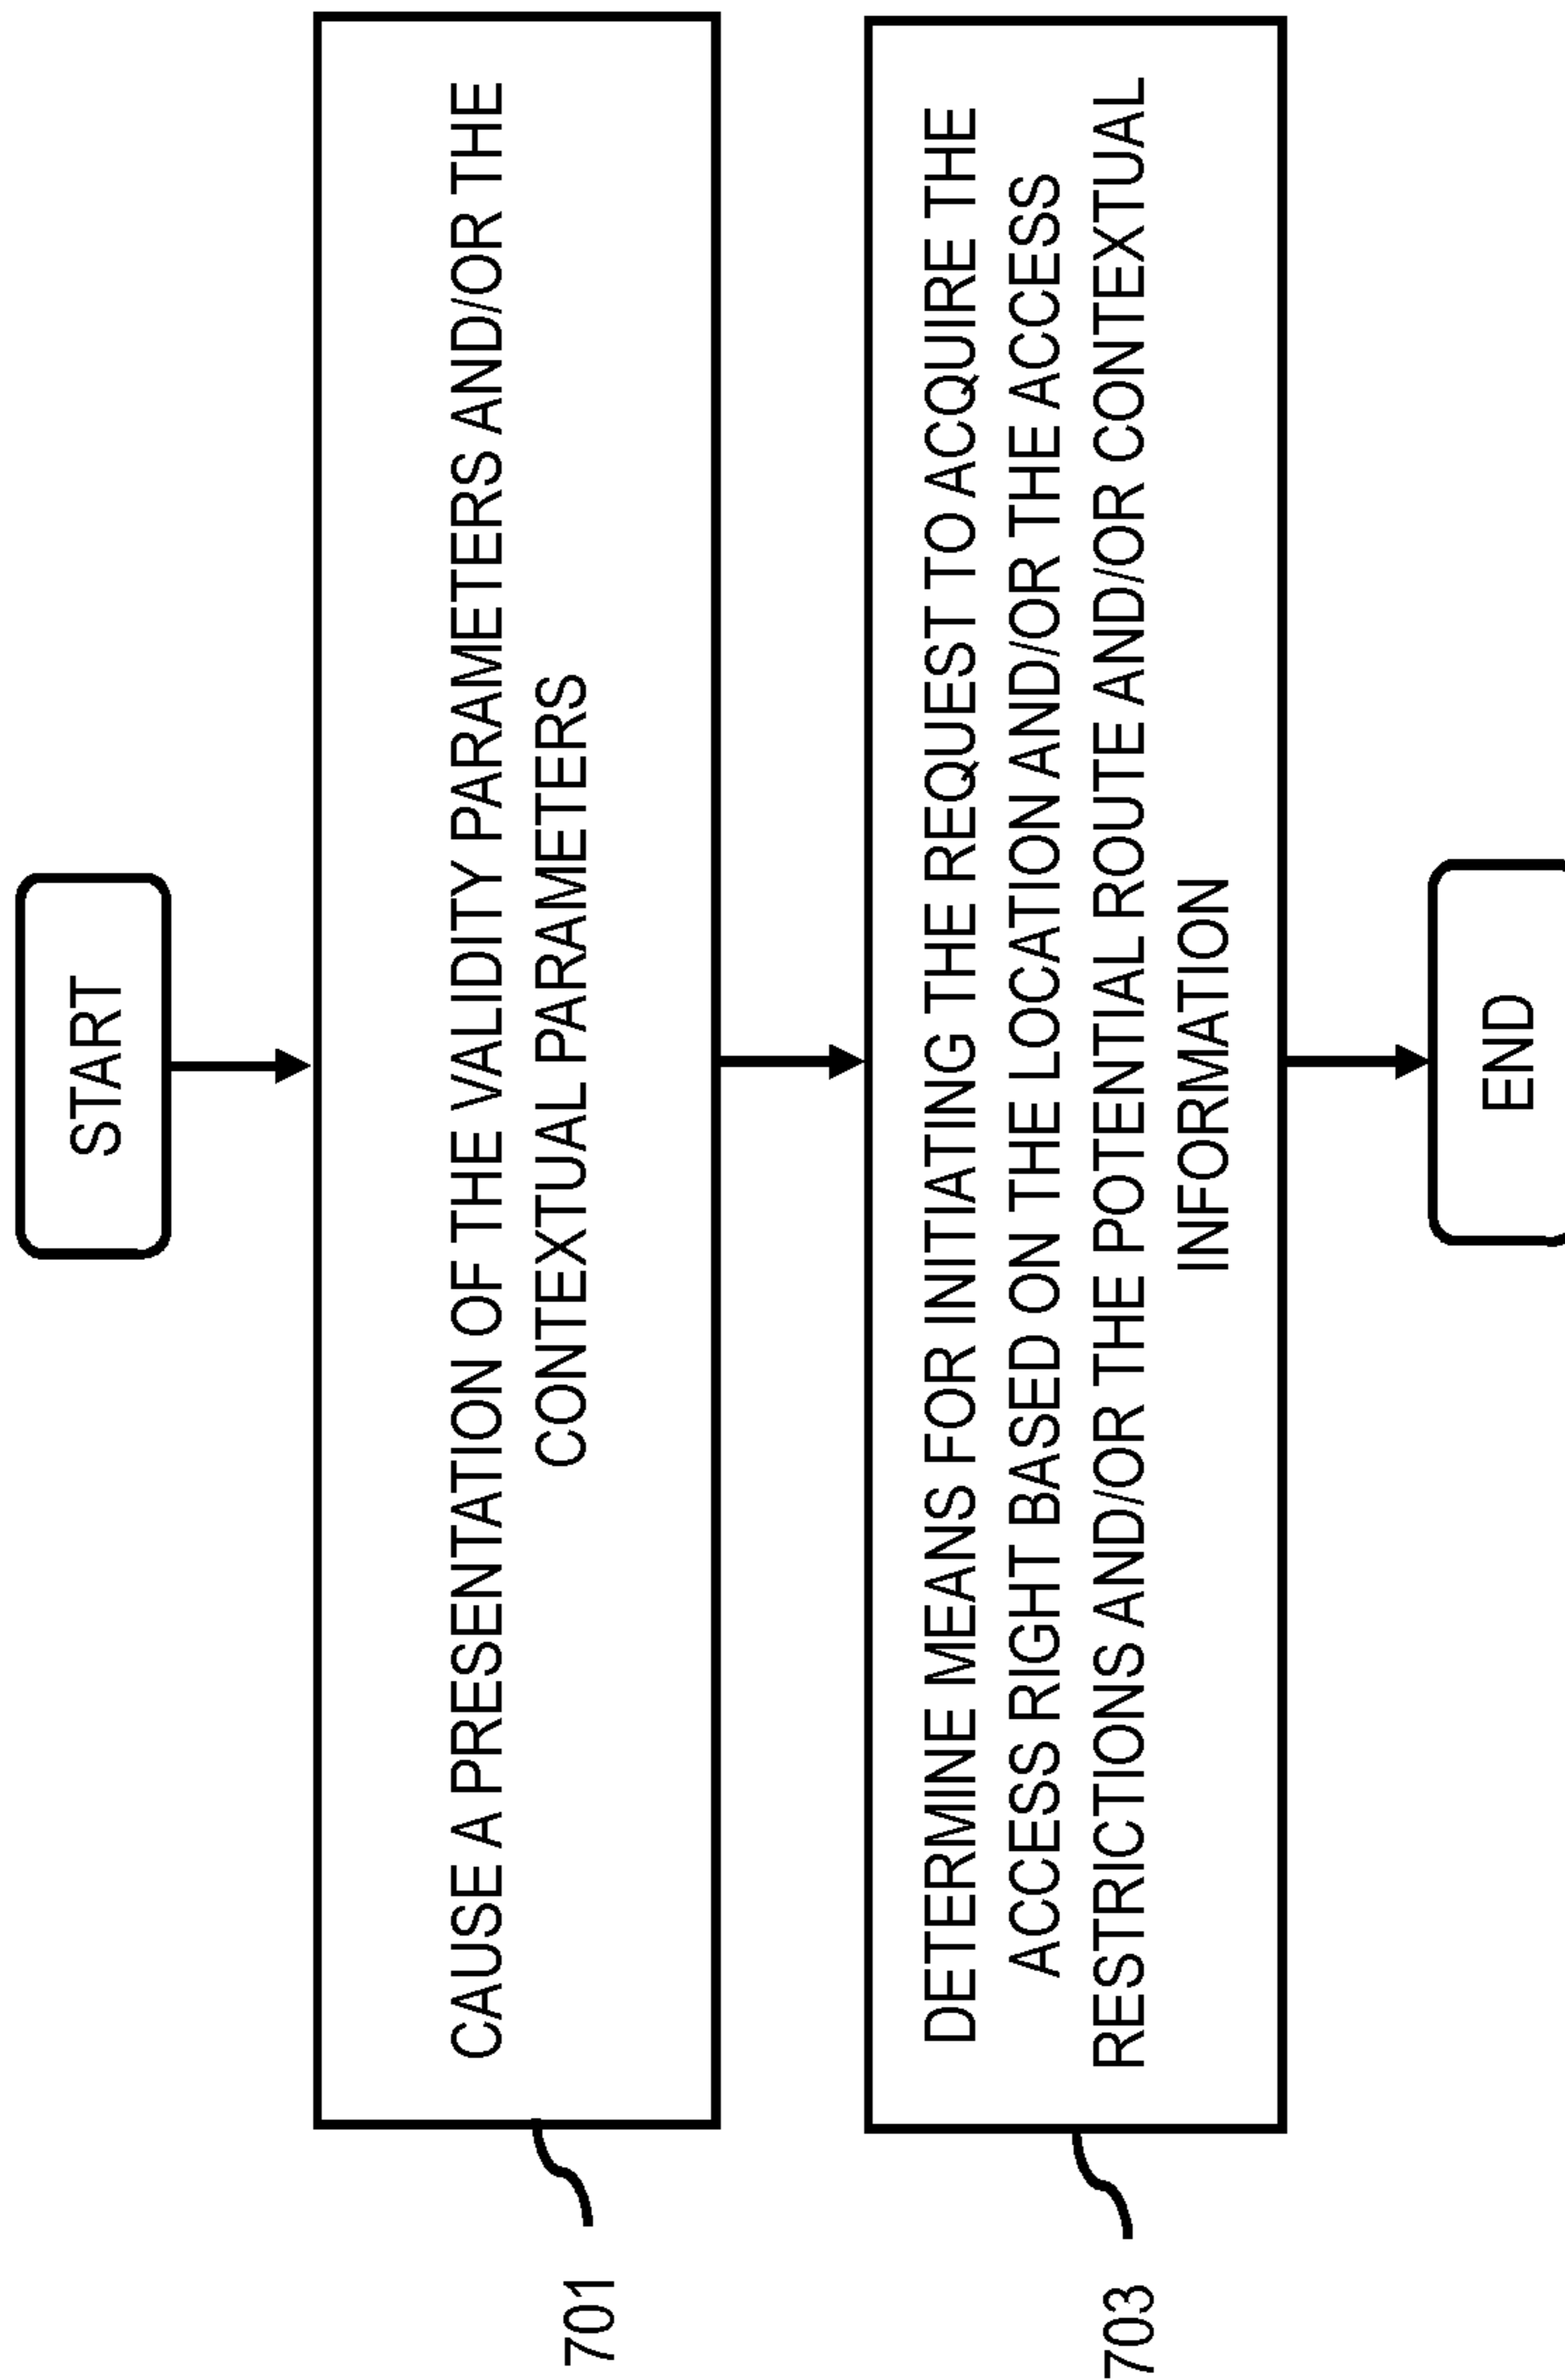 START
CAUSE A PRESENTATION OF THE VALIDITY PARAMETERS AND/OR THE
CONTEXTUAL PARAMETERS
701
DETERMINE MEANS FOR INITIATING THE REQUEST TO ACQUIRE THE
ACCESS RIGHT BASED ON THE LOCATION AND/OR THE ACCESS
RESTRICTIONS AND/OR THE POTENTIAL ROUTE AND/OR CONTEXTUAL
INFORMATION
703
END